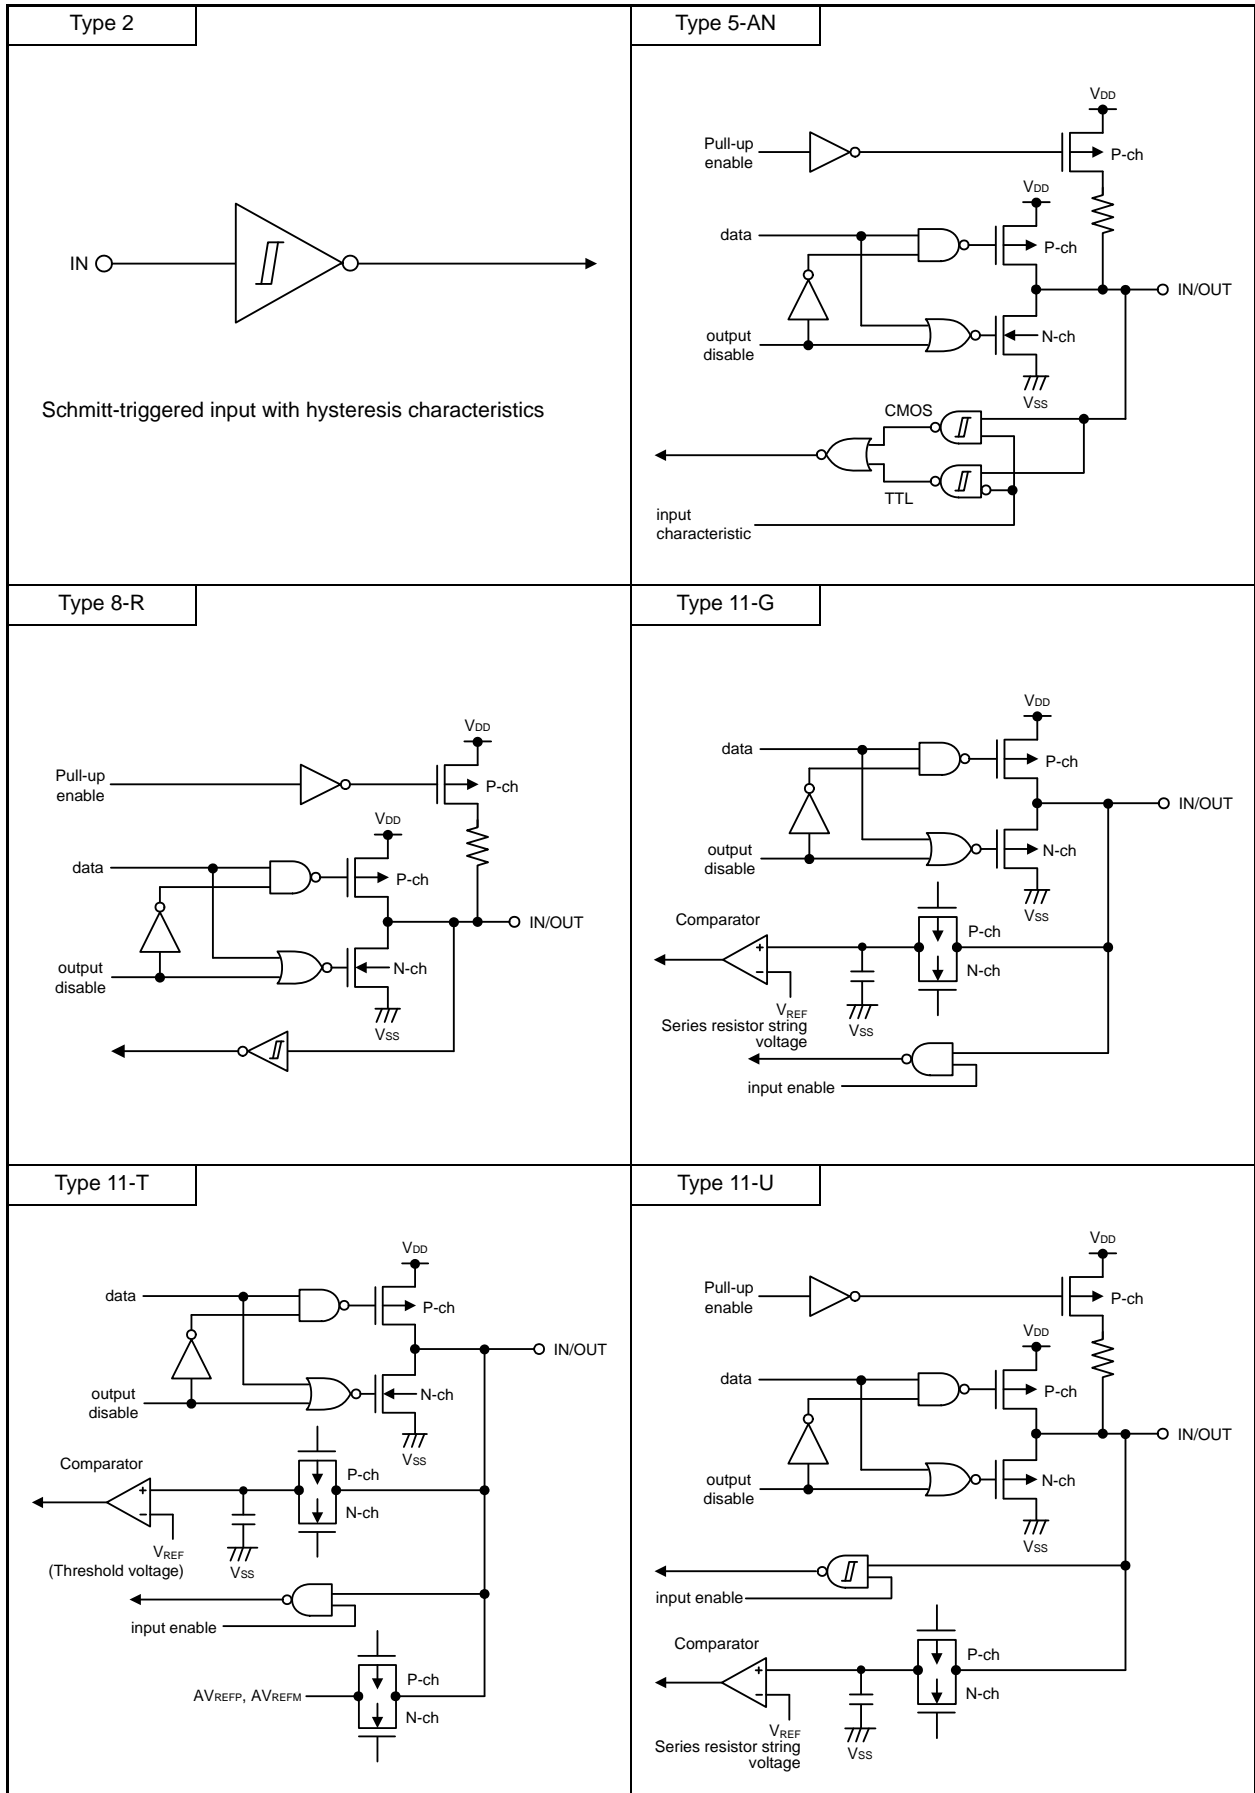 Type 2
IN
Schmitt-triggered input with hysteresis characteristics
Type 5-AN
VDD
Pull-up
enable
P-ch
VDD
data
P-ch
IN/OUT
output
disable
N-ch
VSS
CMOS
TTL
input
characteristic
Type 8-R
VDD
Pull-up
enable
P-ch
VDD
data
P-ch
IN/OUT
output
disable
N-ch
VSS
Type 11-G
VDD
data
P-ch
IN/OUT
output
disable
N-ch
VSS
Comparator
P-ch
+
−
N-ch
VREF
VSS
Series resistor string
voltage
input enable
Type 11-T
VDD
data
P-ch
IN/OUT
output
disable
N-ch
VSS
Comparator
P-ch
+
−
N-ch
VREF
(Threshold voltage)
VSS
input enable
P-ch
AVREFP, AVREFM
N-ch
Type 11-U
VDD
Pull-up
enable
P-ch
VDD
data
P-ch
IN/OUT
output
disable
N-ch
VSS
input enable
Comparator
P-ch
+
−
N-ch
VREF
VSS
Series resistor string
voltage